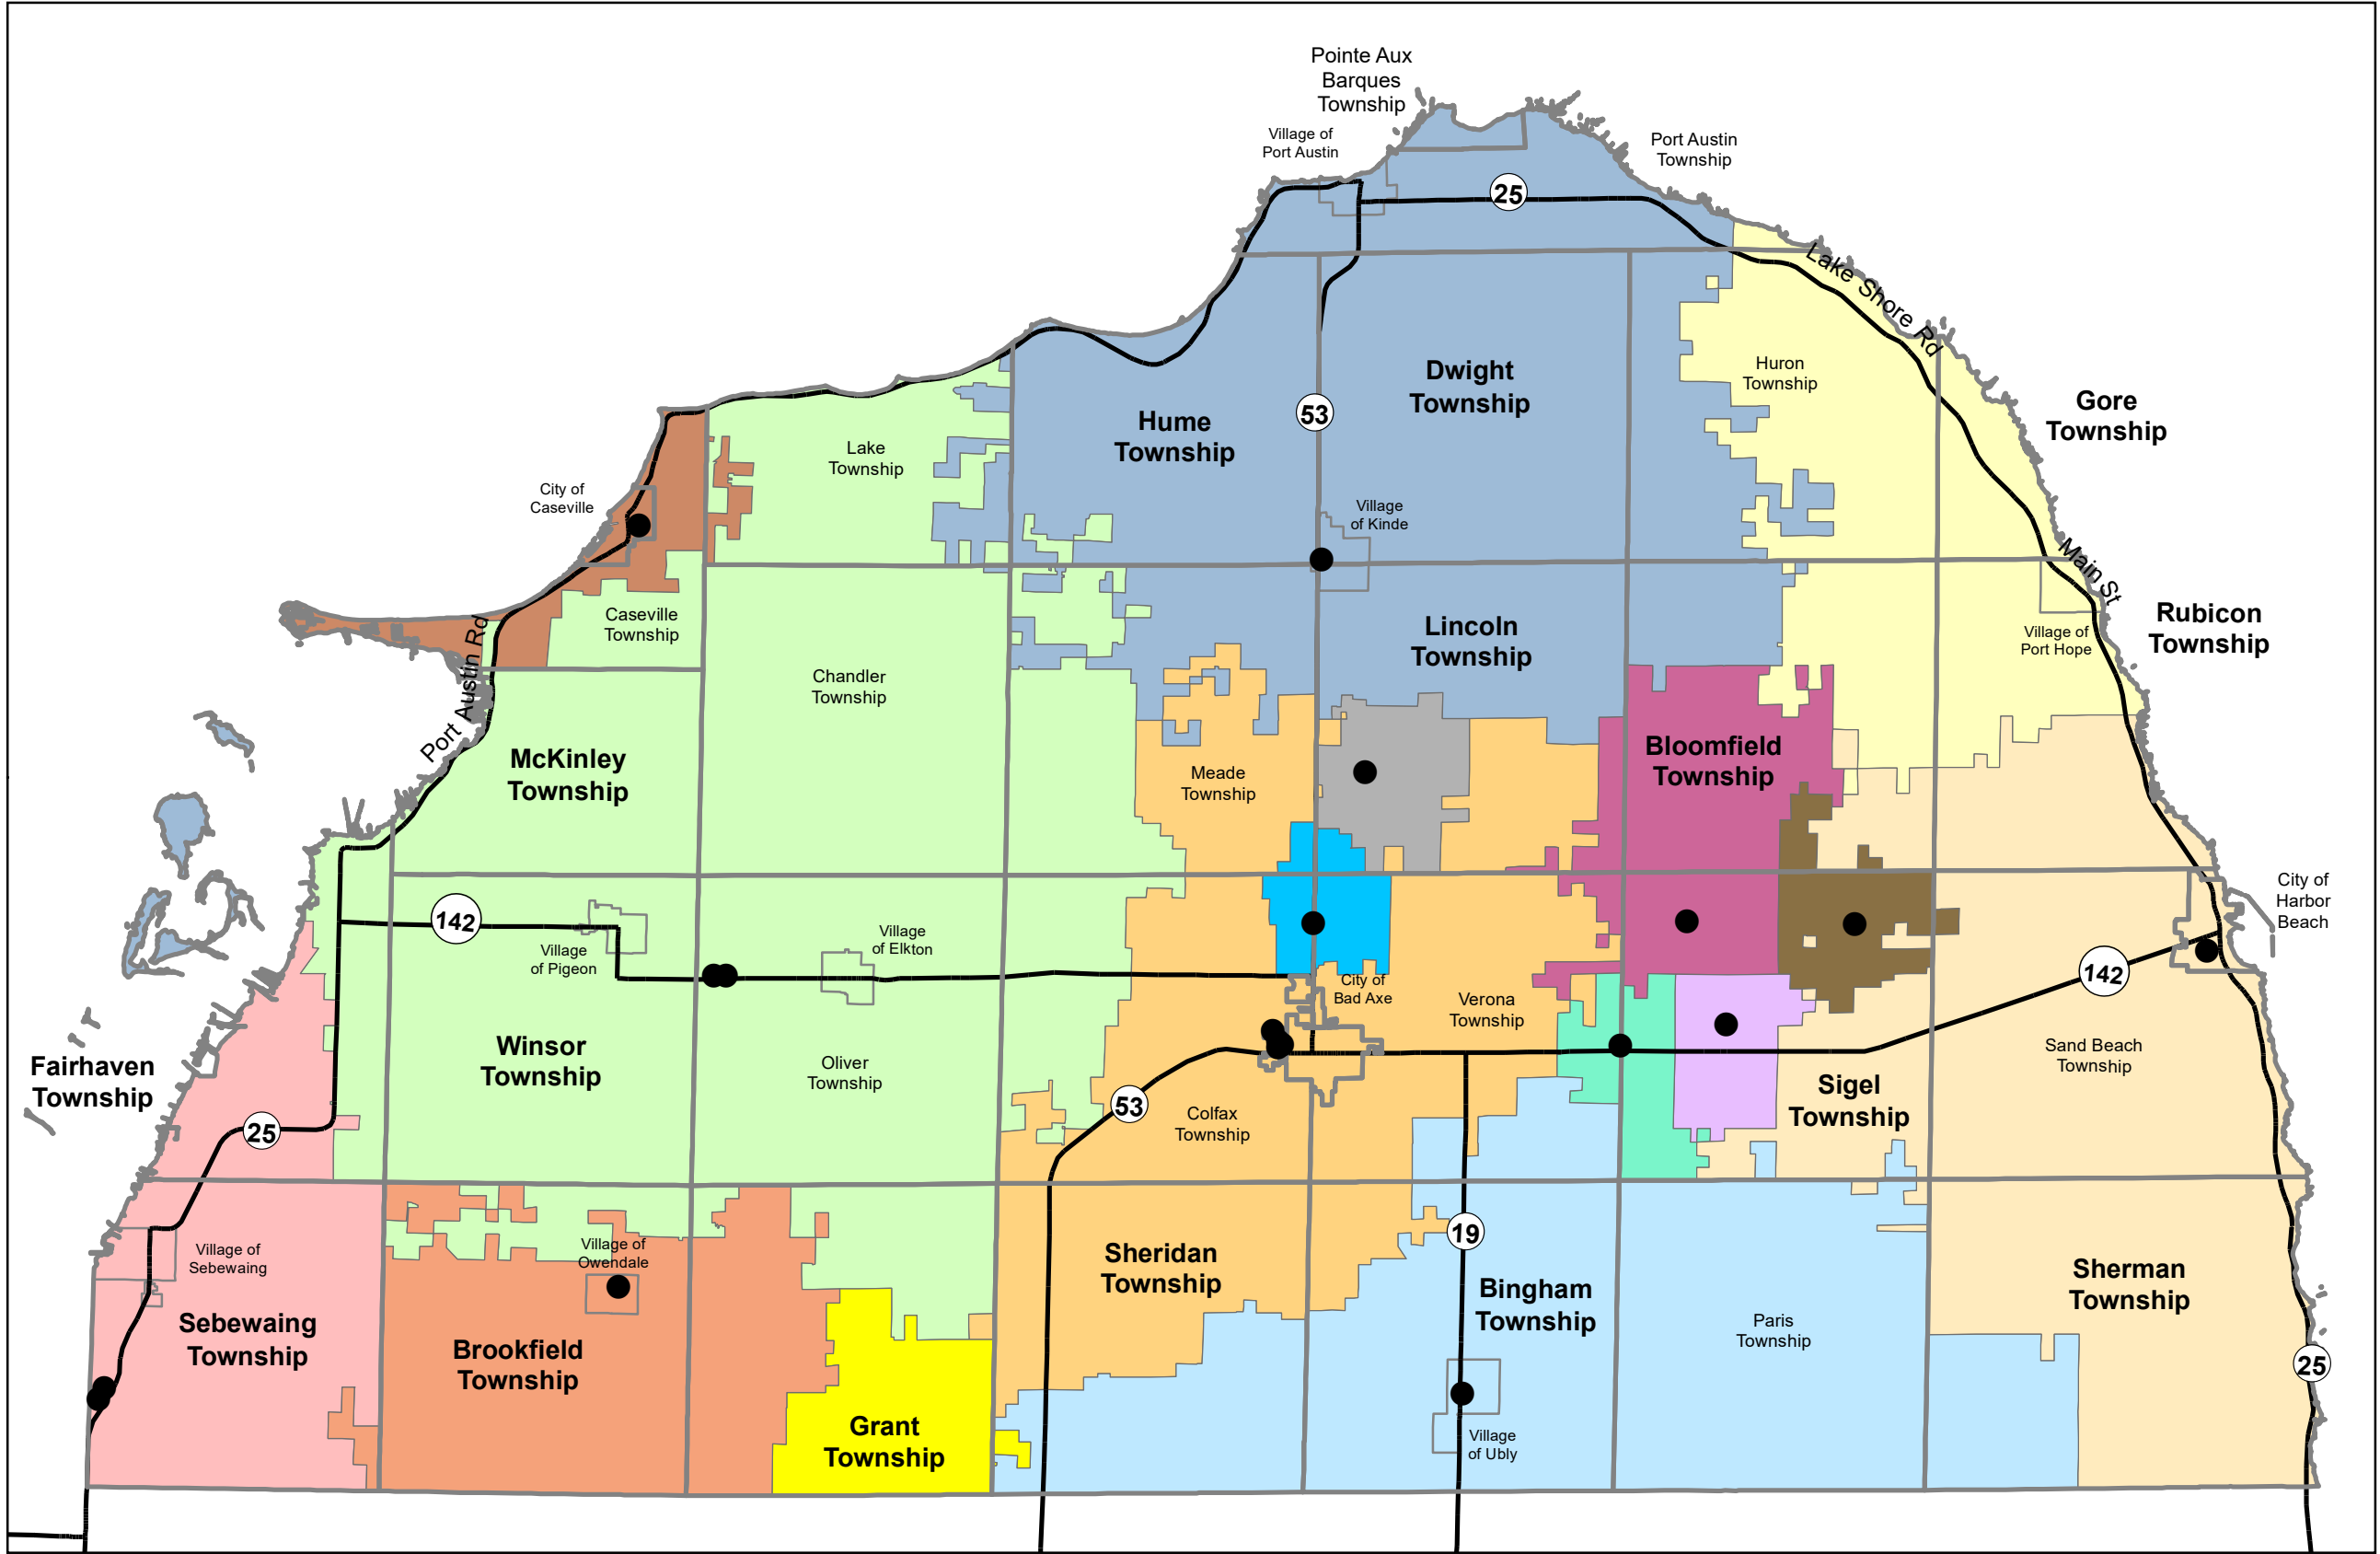 Pointe Aux
Barques
Township
Village of
Port Austin
Port Austin
Township
25
Lake Shore Rd
Huron
Township
Dwight
Township
53
Hume
Township
Gore
Township
Lake
Township
City of
Caseville
Village
of Kinde
Main St
Rubicon
Township
Village of
Port Hope
Caseville
Township
Lincoln
Township
Port Austin Rd
Chandler
Township
McKinley
Township
Meade
Township
Bloomfield
Township
142
Village
of Pigeon
Village
of Elkton
City of
Harbor
Beach
City of
Bad Axe
Verona
Township
142
Fairhaven
Township
Winsor
Township
Oliver
Township
Sand Beach
Township
Sigel
Township
53
Colfax
Township
25
Village of
Sebewaing
Village of
Owendale
Sheridan
Township
19
Bingham
Township
Sherman
Township
Sebewaing
Township
Brookfield
Township
Paris
Township
25
Grant
Township
Village
of Ubly